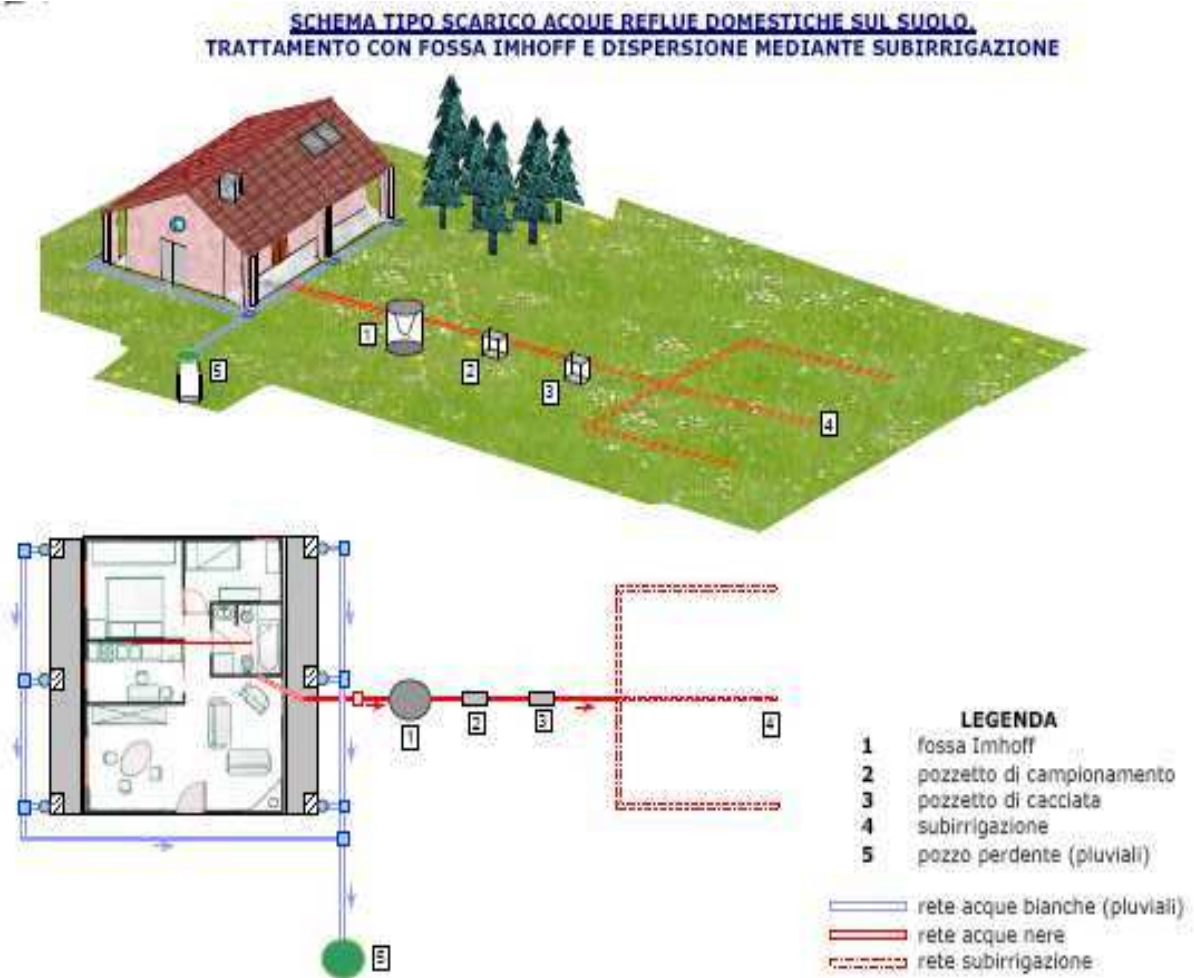 SCHEMA TIPO SCARICO ACQUE REFLUE DOMESTICHE SUL SUOLO.
TRATTAMENTO CON FOSSA IMHOFF E DISPERSIONE MEDIANTE SUBIRRIGAZIONE
1
2
3
4
5
1
2
3
4
5
LEGENDA
1 fossa Imhoff
2 pozzetto di campionamento
3 pozzetto di cacciata
4 subirrigazione
5 pozzo perdente (pluviali)
rete acque bianche (pluviali)
rete acque nere
rete subirrigazione